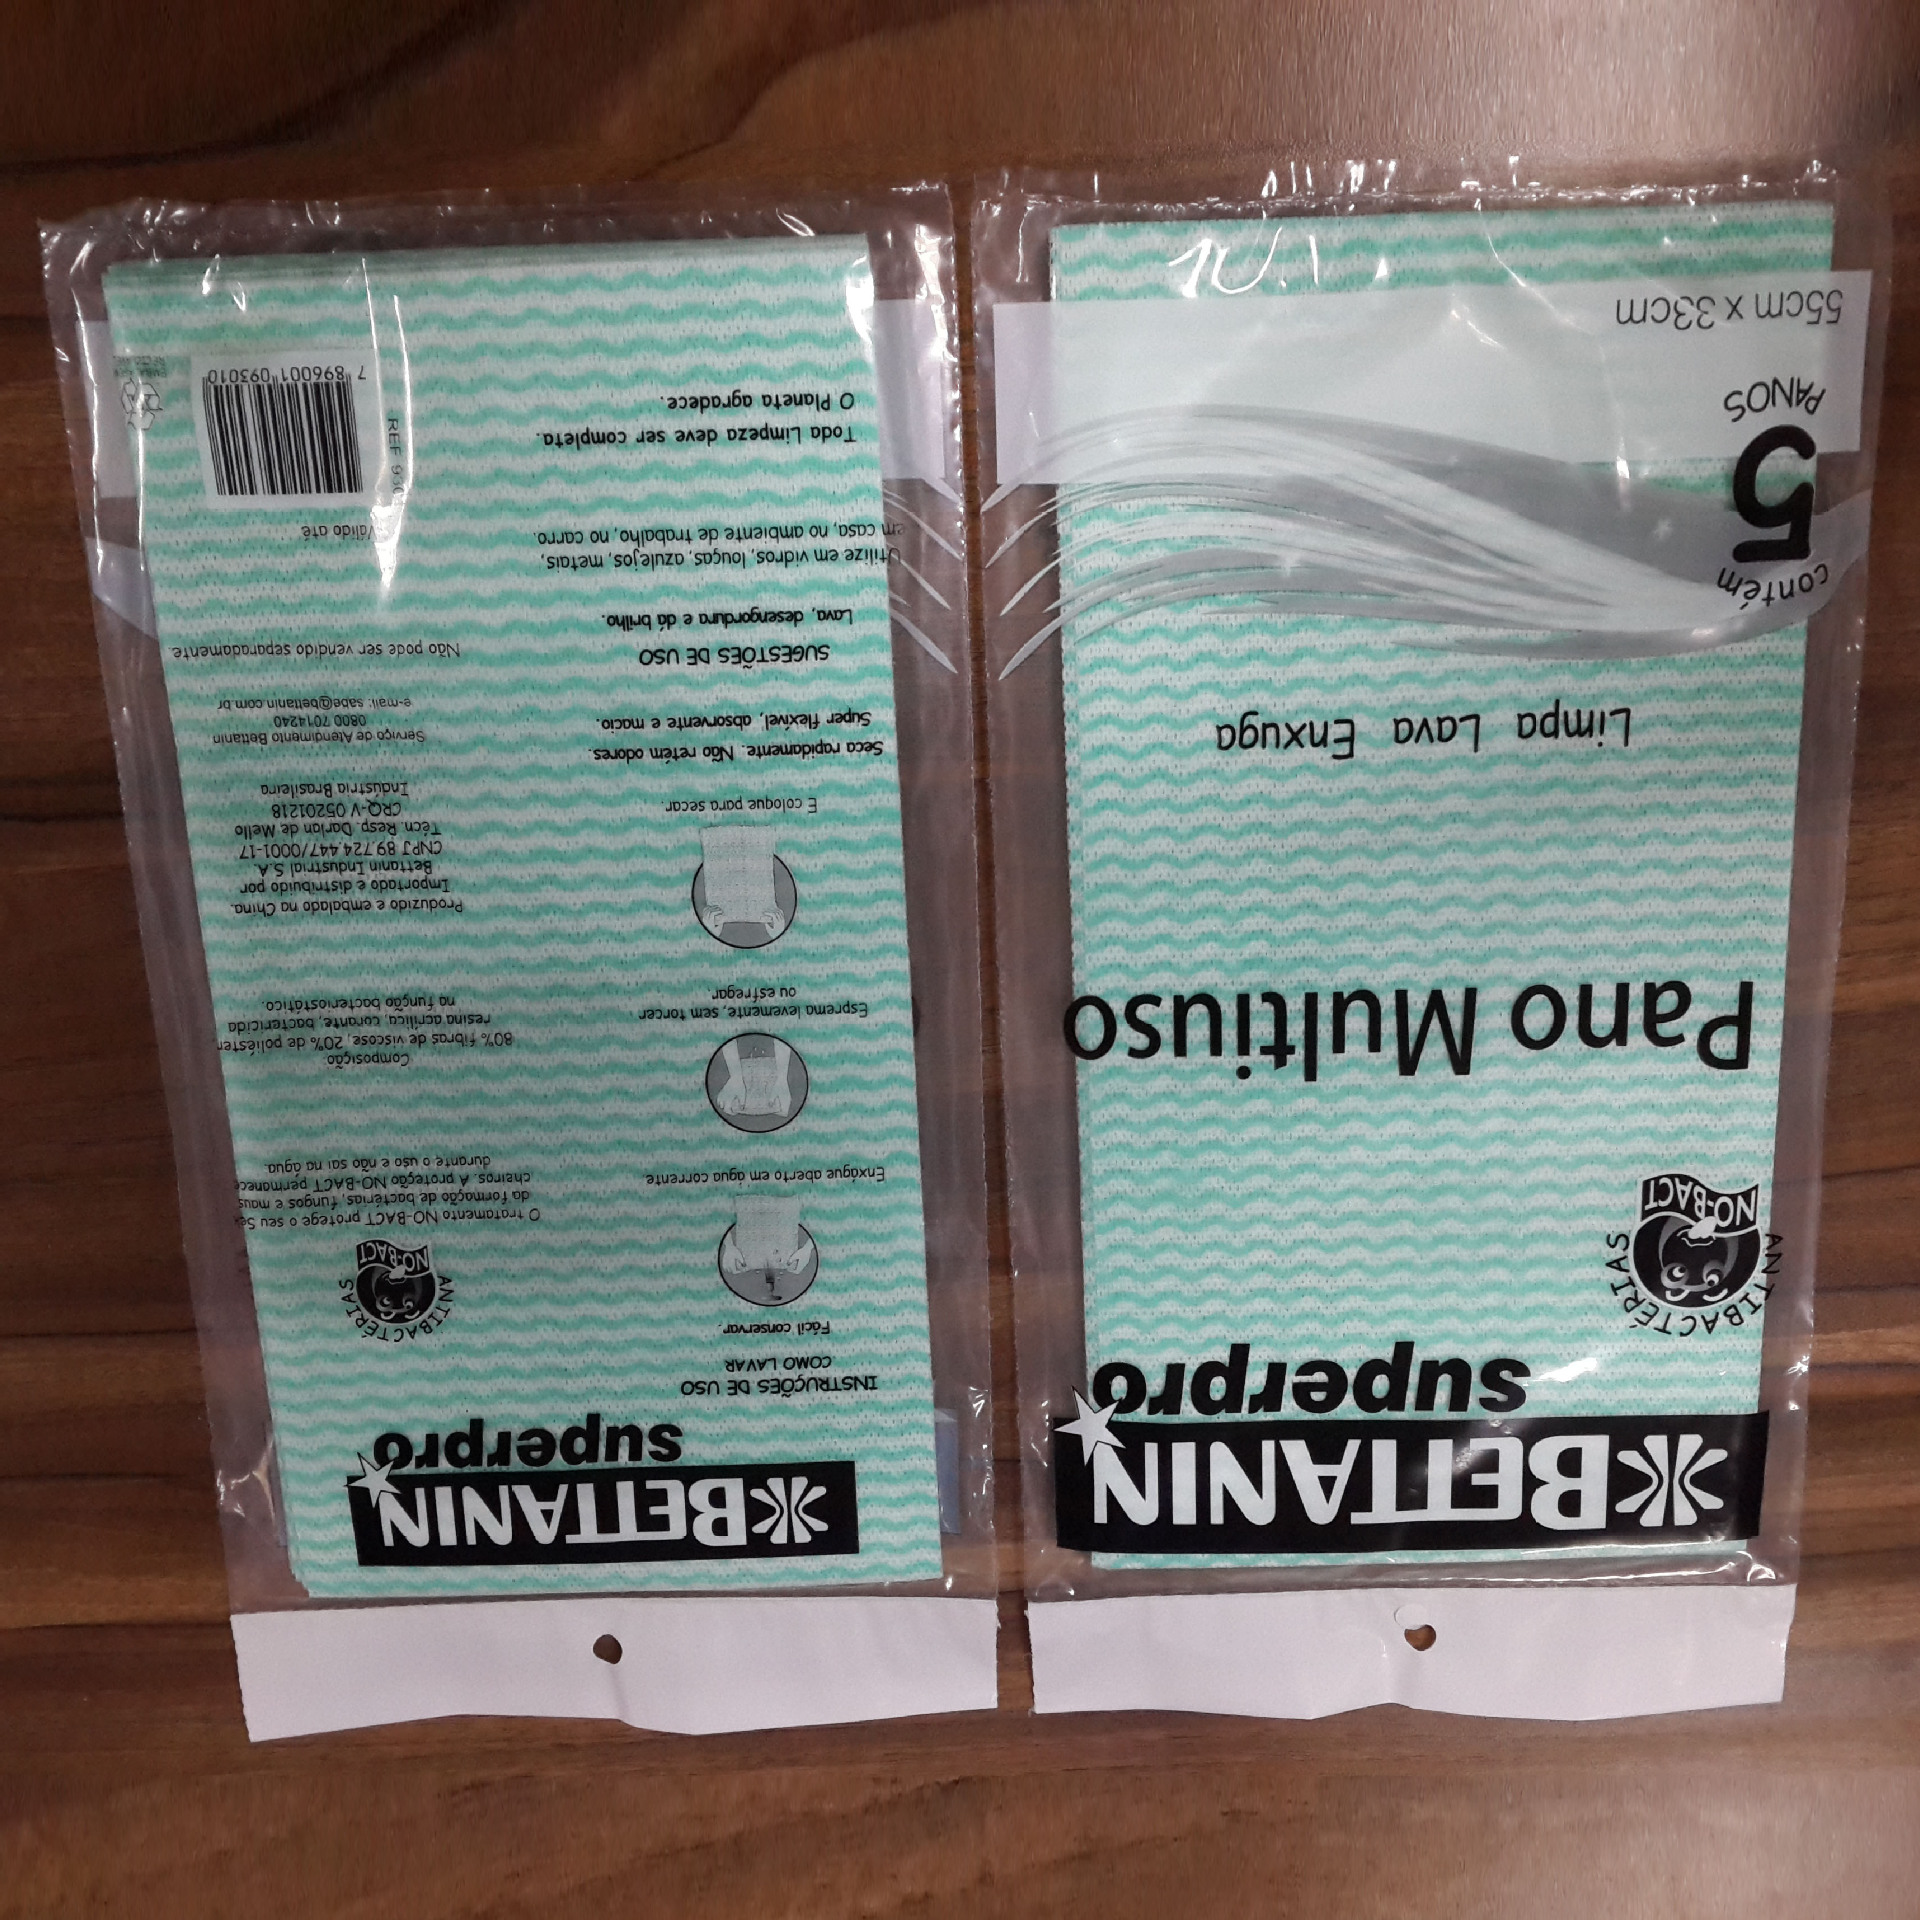 BETTANIN
superpro
ANTIBACTÉRIAS
NO-BACT
Pano Multiuso
Limpa Lava Enxuga
contém
5
PANOS
55cm x 33cm
BETTANIN
superpro
INSTRUÇÕES DE USO
COMO LAVAR
Fácil conservar.
Enxágue aberto em água corrente.
Esprema levemente, sem torcer
ou esfregar.
E coloque para secar.
Seca rapidamente. Não retém odores.
Super flexível, absorvente e macio.
SUGESTÕES DE USO
Lava, desengordura e dá brilho.
Utilize em vidros, louças, azulejos, metais,
em casa, no ambiente de trabalho, no carro.
Toda Limpeza deve ser completa.
O Planeta agradece.
ANTIBACTÉRIAS
NO-BACT
O tratamento NO-BACT protege o seu
da formação de bactérias, fungos e maus
cheiros. A proteção NO-BACT permanece
durante o uso e não sai na água.
Composição:
80% fibras de viscose, 20% de poliéster,
resina acrílica, corante, bactericida
na função bacteriostático.
Produzido e embalado na China.
Importado e distribuído por
Bettanin Industrial S.A.
CNPJ 89.724.447/0001-17
Técn. Resp. Darlan de Mello
CRQ-V 05201218
Indústria Brasileira
Serviço de Atendimento Bettanin
0800 7014240
e-mail: sabe@bettanin.com.br
Não pode ser vendido separadamente.
Válido até
REF
7 896001 093010